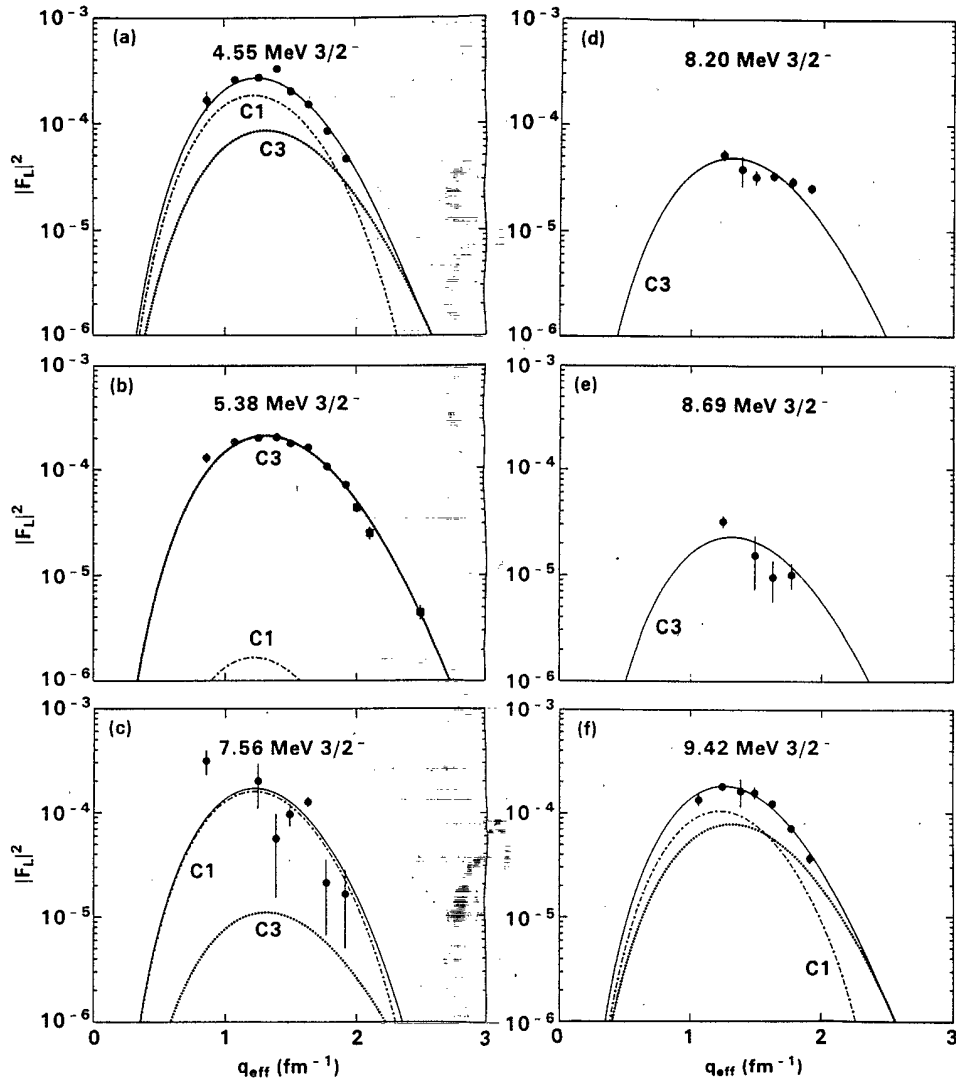 (a)
4.55 MeV 3/2⁻
C1
C3
|F_L|²
10⁻³
10⁻⁴
10⁻⁵
10⁻⁶
(b)
5.38 MeV 3/2⁻
C3
C1
|F_L|²
10⁻³
10⁻⁴
10⁻⁵
10⁻⁶
(c)
7.56 MeV 3/2⁻
C1
C3
|F_L|²
10⁻³
10⁻⁴
10⁻⁵
10⁻⁶
0 1 2 3
q_eff (fm⁻¹)
(d)
8.20 MeV 3/2⁻
C3
10⁻³
10⁻⁴
10⁻⁵
10⁻⁶
(e)
8.69 MeV 3/2⁻
C3
10⁻³
10⁻⁴
10⁻⁵
10⁻⁶
(f)
9.42 MeV 3/2⁻
C1
10⁻³
10⁻⁴
10⁻⁵
10⁻⁶
0 1 2 3
q_eff (fm⁻¹)